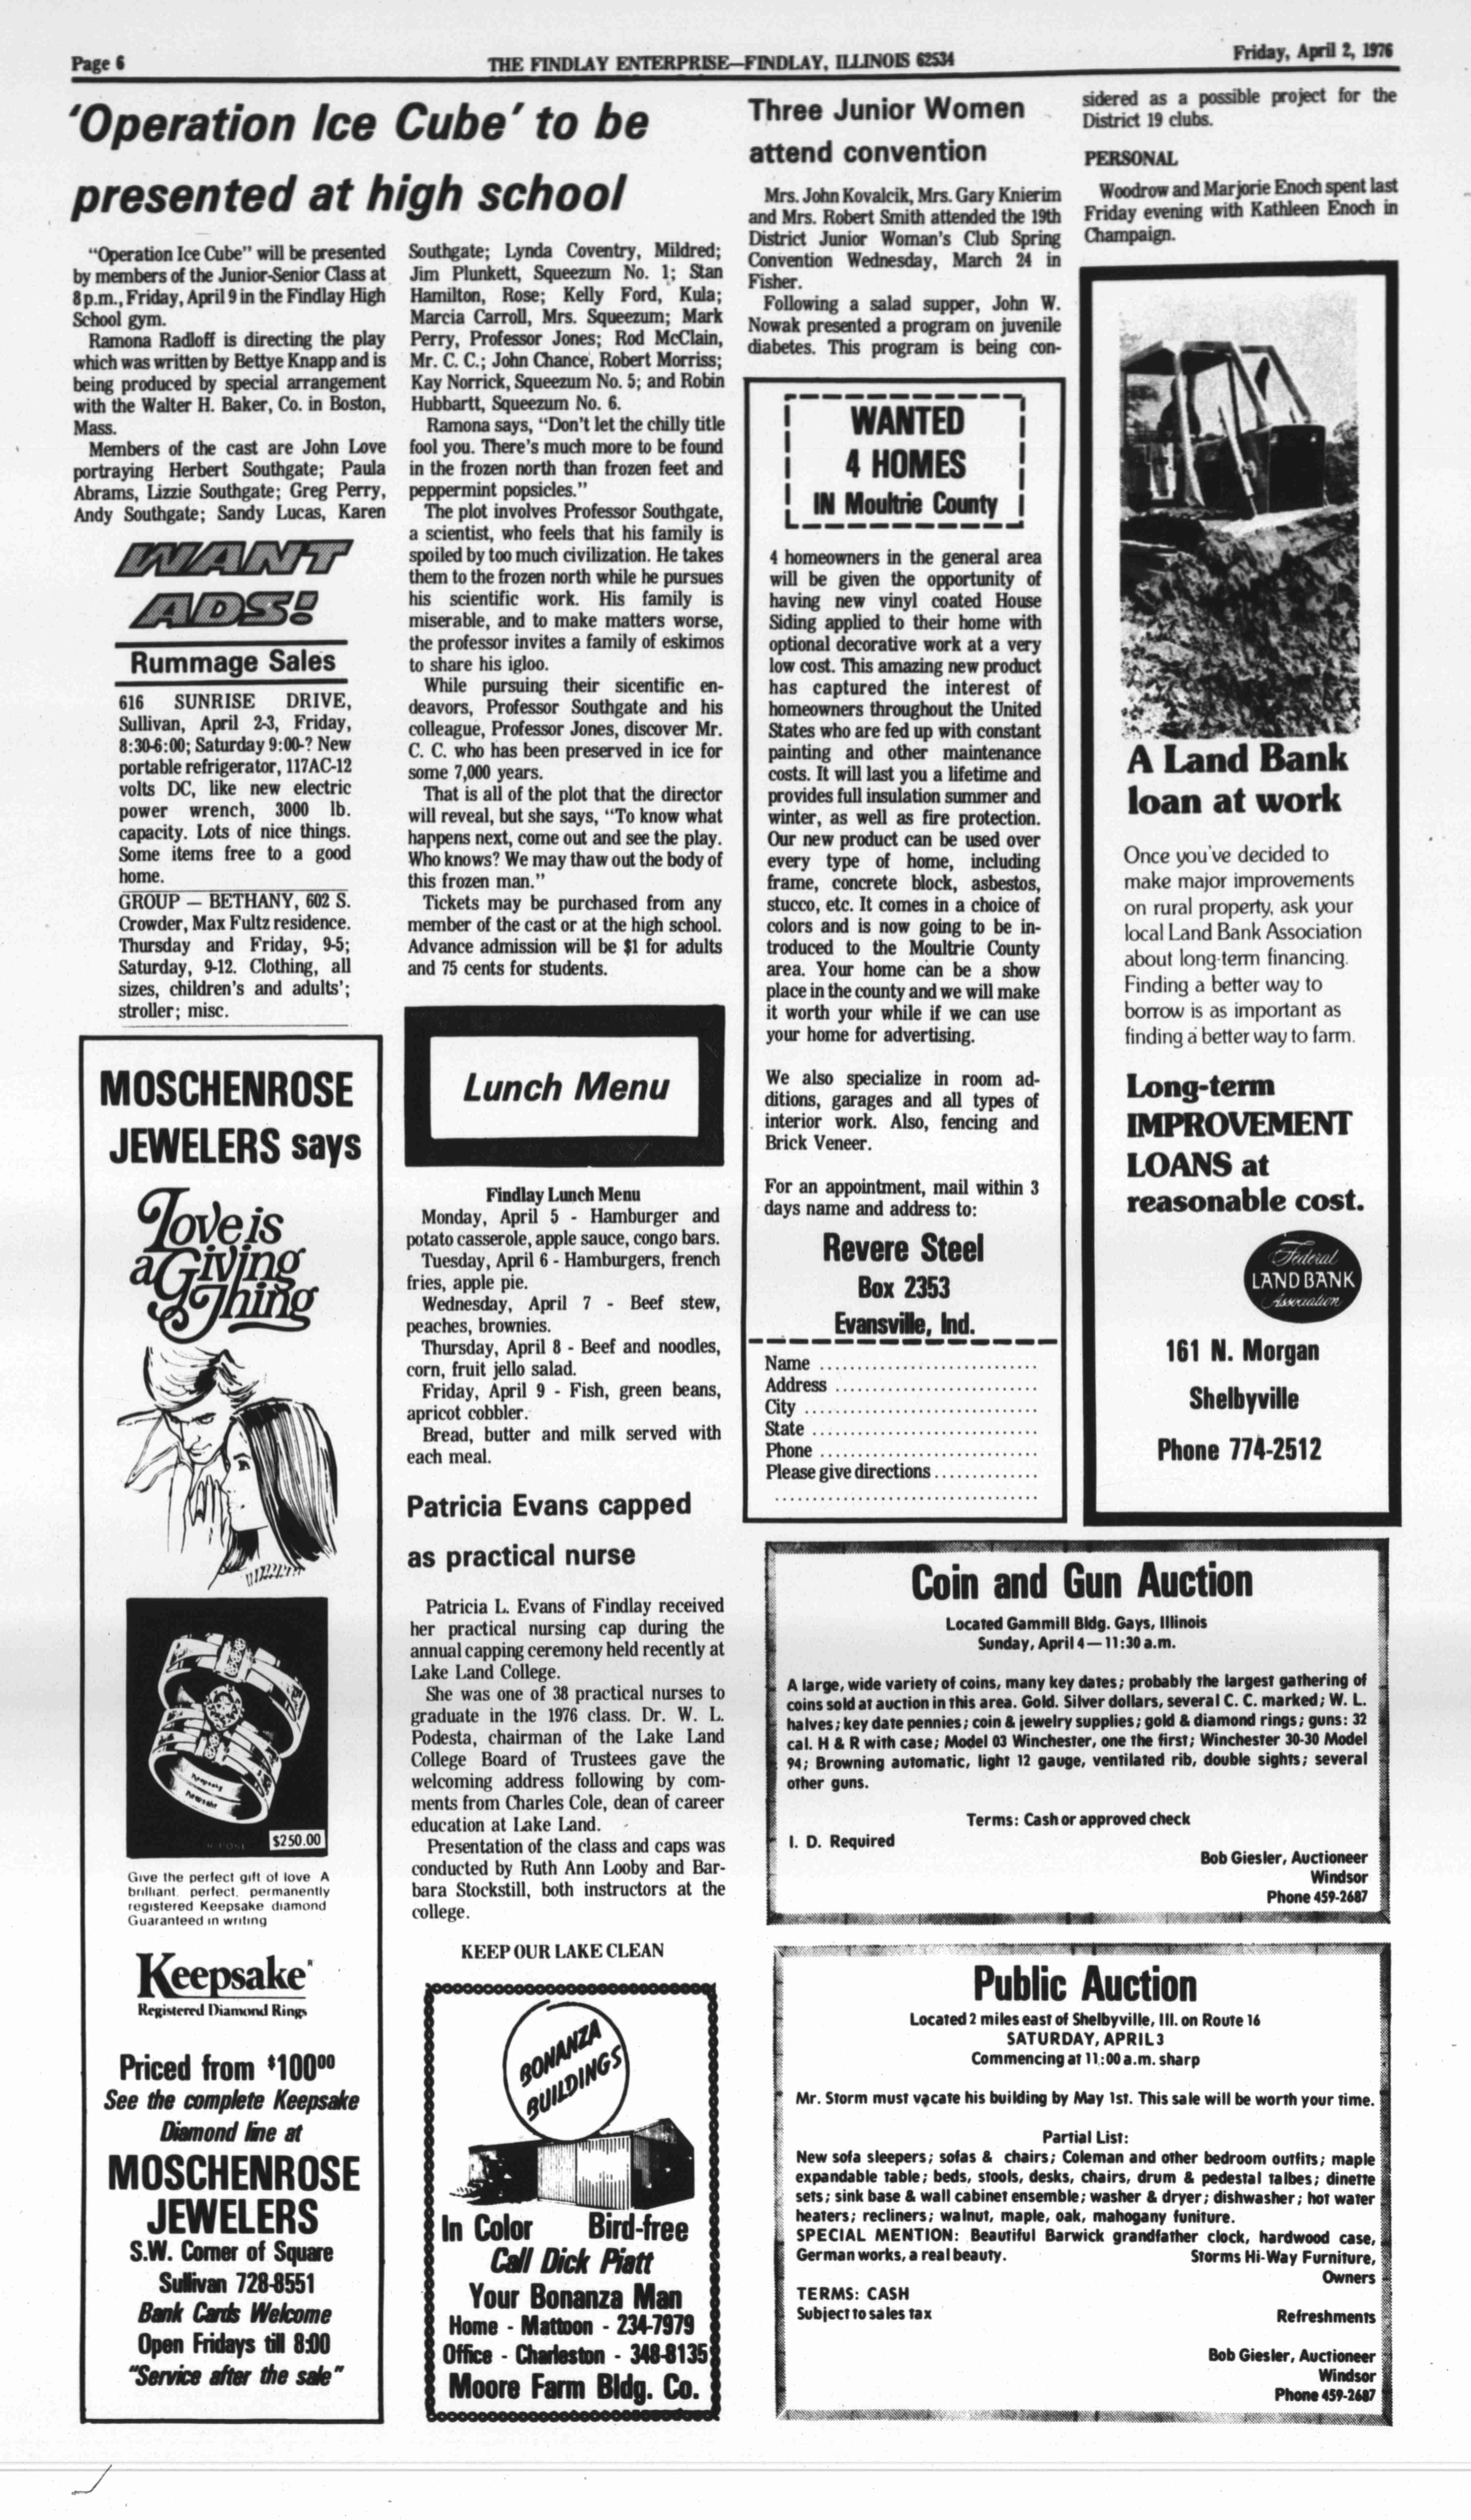 Page 6
THE FINDLAY ENTERPRISE—FINDLAY, ILLINOIS 62534
Friday, April 2, 1976
'Operation Ice Cube' to be
presented at high school
"Operation Ice Cube" will be presented
by members of the Junior-Senior Class at
8 p.m., Friday, April 9 in the Findlay High
School gym.
Ramona Radloff is directing the play
which was written by Bettye Knapp and is
being produced by special arrangement
with the Walter H. Baker, Co. in Boston,
Mass.
Members of the cast are John Love
portraying Herbert Southgate; Paula
Abrams, Lizzie Southgate; Greg Perry,
Andy Southgate; Sandy Lucas, Karen
Southgate; Lynda Coventry, Mildred;
Jim Plunkett, Squeezum No. 1; Stan
Hamilton, Rose; Kelly Ford, Kula;
Marcia Carroll, Mrs. Squeezum; Mark
Perry, Professor Jones; Rod McClain,
Mr. C. C.; John Chance, Robert Morriss;
Kay Norrick, Squeezum No. 5; and Robin
Hubbartt, Squeezum No. 6.
Ramona says, "Don't let the chilly title
fool you. There's much more to be found
in the frozen north than frozen feet and
peppermint popsicles."
The plot involves Professor Southgate,
a scientist, who feels that his family is
spoiled by too much civilization. He takes
them to the frozen north while he pursues
his scientific work. His family is
miserable, and to make matters worse,
the professor invites a family of eskimos
to share his igloo.
While pursuing their sicentific en-
deavors, Professor Southgate and his
colleague, Professor Jones, discover Mr.
C. C. who has been preserved in ice for
some 7,000 years.
That is all of the plot that the director
will reveal, but she says, "To know what
happens next, come out and see the play.
Who knows? We may thaw out the body of
this frozen man."
Tickets may be purchased from any
member of the cast or at the high school.
Advance admission will be $1 for adults
and 75 cents for students.
WANT
ADS!
Rummage Sales
616 SUNRISE DRIVE,
Sullivan, April 2-3, Friday,
8:30-6:00; Saturday 9:00-? New
portable refrigerator, 117AC-12
volts DC, like new electric
power wrench, 3000 lb.
capacity. Lots of nice things.
Some items free to a good
home.
GROUP — BETHANY, 602 S.
Crowder, Max Fultz residence.
Thursday and Friday, 9-5;
Saturday, 9-12. Clothing, all
sizes, children's and adults';
stroller; misc.
MOSCHENROSE
JEWELERS says
Love is
a Giving
Thing
$250.00
Give the perfect gift of love A
brilliant, perfect, permanently
registered Keepsake diamond
Guaranteed in writing
Keepsake
Registered Diamond Rings
Priced from $100⁰⁰
See the complete Keepsake
Diamond line at
MOSCHENROSE
JEWELERS
S.W. Corner of Square
Sullivan 728-8551
Bank Cards Welcome
Open Fridays till 8:00
"Service after the sale"
Lunch Menu
Findlay Lunch Menu
Monday, April 5 - Hamburger and
potato casserole, apple sauce, congo bars.
Tuesday, April 6 - Hamburgers, french
fries, apple pie.
Wednesday, April 7 - Beef stew,
peaches, brownies.
Thursday, April 8 - Beef and noodles,
corn, fruit jello salad.
Friday, April 9 - Fish, green beans,
apricot cobbler.
Bread, butter and milk served with
each meal.
Patricia Evans capped
as practical nurse
Patricia L. Evans of Findlay received
her practical nursing cap during the
annual capping ceremony held recently at
Lake Land College.
She was one of 38 practical nurses to
graduate in the 1976 class. Dr. W. L.
Podesta, chairman of the Lake Land
College Board of Trustees gave the
welcoming address following by com-
ments from Charles Cole, dean of career
education at Lake Land.
Presentation of the class and caps was
conducted by Ruth Ann Looby and Bar-
bara Stockstill, both instructors at the
college.
KEEP OUR LAKE CLEAN
BONANZA
BUILDINGS
In Color Bird-free
Call Dick Piatt
Your Bonanza Man
Home - Mattoon - 234-7979
Office - Charleston - 348-8135
Moore Farm Bldg. Co.
Three Junior Women
attend convention
Mrs. John Kovalcik, Mrs. Gary Knierim
and Mrs. Robert Smith attended the 19th
District Junior Woman's Club Spring
Convention Wednesday, March 24 in
Fisher.
Following a salad supper, John W.
Nowak presented a program on juvenile
diabetes. This program is being con-
sidered as a possible project for the
District 19 clubs.
PERSONAL
Woodrow and Marjorie Enoch spent last
Friday evening with Kathleen Enoch in
Champaign.
WANTED
4 HOMES
IN Moultrie County
4 homeowners in the general area
will be given the opportunity of
having new vinyl coated House
Siding applied to their home with
optional decorative work at a very
low cost. This amazing new product
has captured the interest of
homeowners throughout the United
States who are fed up with constant
painting and other maintenance
costs. It will last you a lifetime and
provides full insulation summer and
winter, as well as fire protection.
Our new product can be used over
every type of home, including
frame, concrete block, asbestos,
stucco, etc. It comes in a choice of
colors and is now going to be in-
troduced to the Moultrie County
area. Your home can be a show
place in the county and we will make
it worth your while if we can use
your home for advertising.
We also specialize in room ad-
ditions, garages and all types of
interior work. Also, fencing and
Brick Veneer.
For an appointment, mail within 3
days name and address to:
Revere Steel
Box 2353
Evansville, Ind.
Name ............................
Address ..........................
City ..............................
State .............................
Phone ............................
Please give directions ..............
..................................
A Land Bank
loan at work
Once you've decided to
make major improvements
on rural property, ask your
local Land Bank Association
about long-term financing.
Finding a better way to
borrow is as important as
finding a better way to farm.
Long-term
IMPROVEMENT
LOANS at
reasonable cost.
Federal
LAND BANK
Association
161 N. Morgan
Shelbyville
Phone 774-2512
Coin and Gun Auction
Located Gammill Bldg. Gays, Illinois
Sunday, April 4—11:30 a.m.
A large, wide variety of coins, many key dates; probably the largest gathering of
coins sold at auction in this area. Gold. Silver dollars, several C. C. marked; W. L.
halves; key date pennies; coin & jewelry supplies; gold & diamond rings; guns: 32
cal. H & R with case; Model 03 Winchester, one the first; Winchester 30-30 Model
94; Browning automatic, light 12 gauge, ventilated rib, double sights; several
other guns.
Terms: Cash or approved check
I. D. Required
Bob Giesler, Auctioneer
Windsor
Phone 459-2687
Public Auction
Located 2 miles east of Shelbyville, Ill. on Route 16
SATURDAY, APRIL 3
Commencing at 11:00 a.m. sharp
Mr. Storm must vacate his building by May 1st. This sale will be worth your time.
Partial List:
New sofa sleepers; sofas & chairs; Coleman and other bedroom outfits; maple
expandable table; beds, stools, desks, chairs, drum & pedestal talbes; dinette
sets; sink base & wall cabinet ensemble; washer & dryer; dishwasher; hot water
heaters; recliners; walnut, maple, oak, mahogany funiture.
SPECIAL MENTION: Beautiful Barwick grandfather clock, hardwood case,
German works, a real beauty.
Storms Hi-Way Furniture,
Owners
TERMS: CASH
Subject to sales tax
Refreshments
Bob Giesler, Auctioneer
Windsor
Phone 459-2687